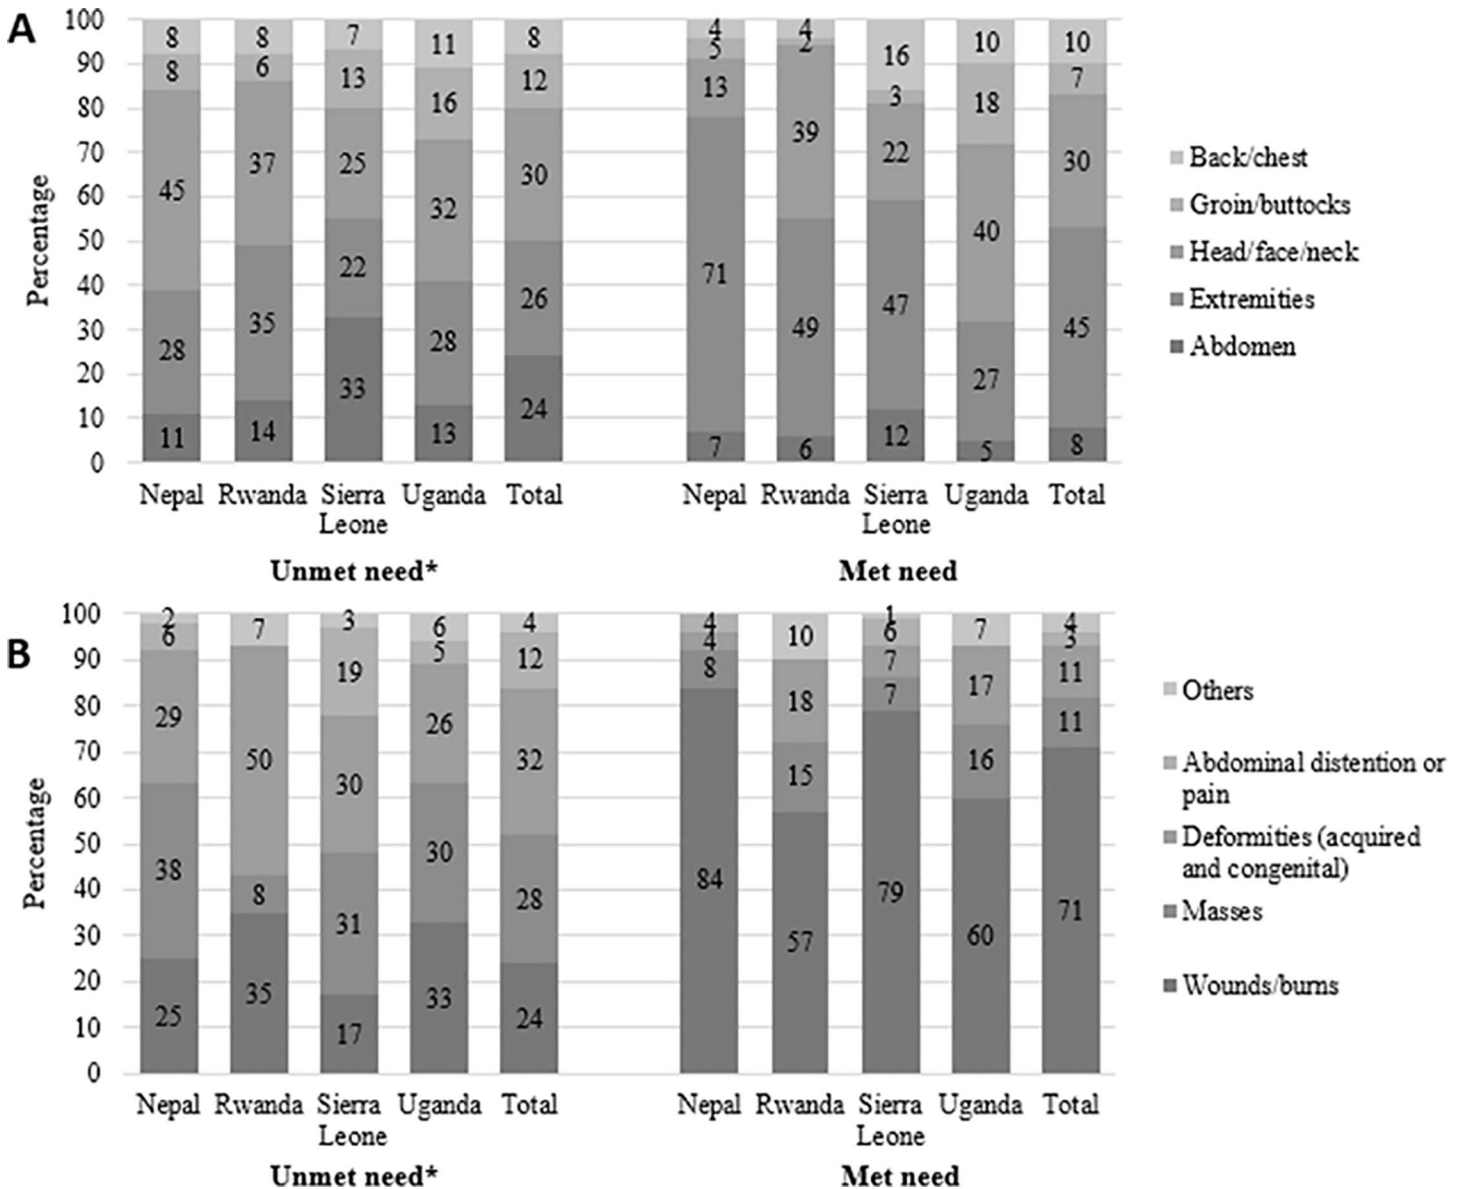 A
100
90
80
70
60
50
40
30
20
10
0
Percentage
8 8 7 11 8 4 4 16 10 10
8 6 13 16 12 5 2 3 18 7
45 37 25 32 30 13 39 22 40 30
28 35 22 28 26 71 49 47 27 45
11 14 33 13 24 7 6 12 5 8
Nepal Rwanda Sierra Leone Uganda Total
Nepal Rwanda Sierra Leone Uganda Total
Unmet need*
Met need
Back/chest
Groin/buttocks
Head/face/neck
Extremities
Abdomen
B
100
90
80
70
60
50
40
30
20
10
0
Percentage
2 7 3 6 4 4 10 1 7 4
6 19 5 12 4 6 3
29 50 30 26 32 8 18 7 17 11
38 8 31 30 28 15 7 16 11
25 35 17 33 24 84 57 79 60 71
Nepal Rwanda Sierra Leone Uganda Total
Nepal Rwanda Sierra Leone Uganda Total
Unmet need*
Met need
Others
Abdominal distention or
pain
Deformities (acquired
and congenital)
Masses
Wounds/burns